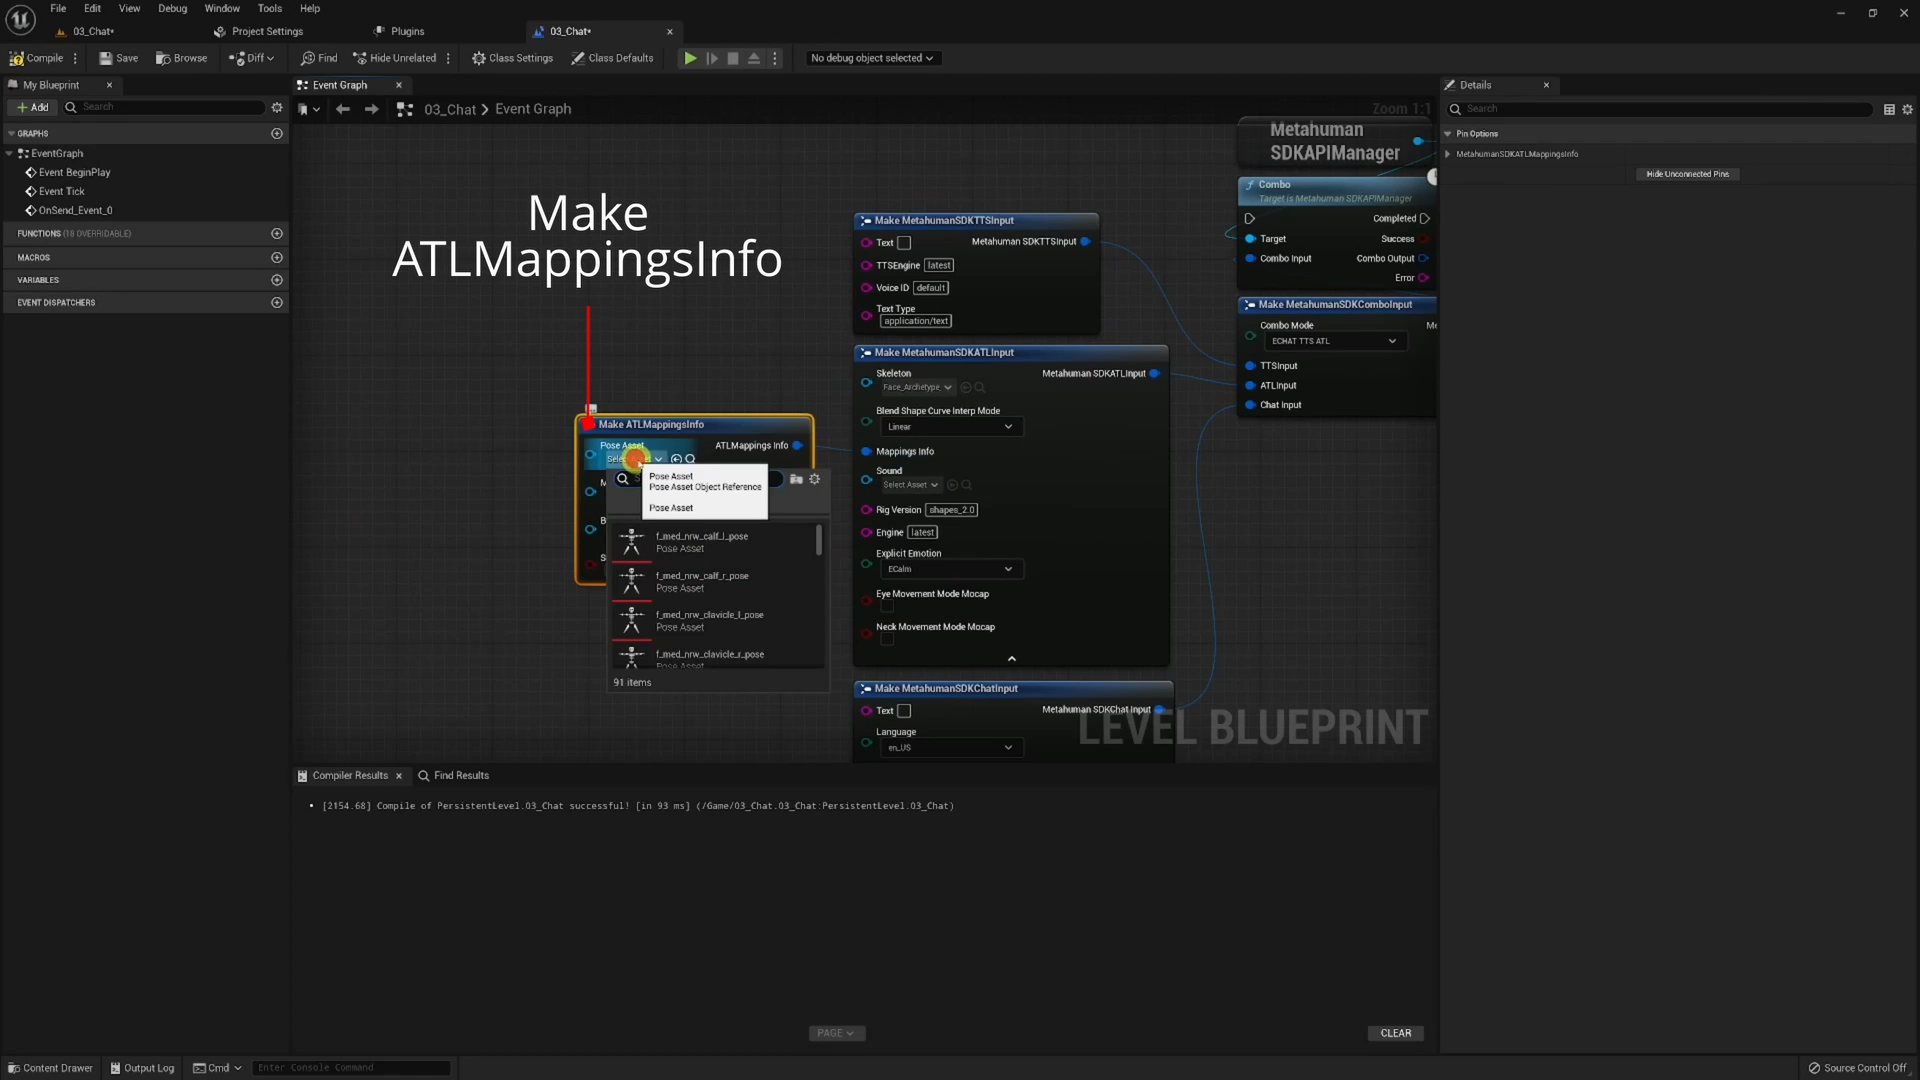 File Edit View Debug Window Tools Help
03_Chat* Project Settings Plugins 03_Chat*
Compile Save Browse Diff Find Hide Unrelated Class Settings Class Defaults No debug object selected
My Blueprint
Add Search
GRAPHS
EventGraph
Event BeginPlay
Event Tick
OnSend_Event_0
FUNCTIONS (18 OVERRIDABLE)
MACROS
VARIABLES
EVENT DISPATCHERS
Event Graph
03_Chat > Event Graph
Zoom 1:1
Make
ATLMappingsInfo
Make ATLMappingsInfo
Pose Asset
ATLMappings Info
Pose Asset
Pose Asset Object Reference
Pose Asset
f_med_nrw_calf_l_pose
Pose Asset
f_med_nrw_calf_r_pose
Pose Asset
f_med_nrw_clavicle_l_pose
Pose Asset
f_med_nrw_clavicle_r_pose
Pose Asset
91 items
Make MetahumanSDKTTSInput
Text
Metahuman SDKTTSInput
TTSEngine latest
Voice ID default
Text Type
application/text
Make MetahumanSDKATLInput
Skeleton
Metahuman SDKATLInput
Face_Archetype
Blend Shape Curve Interp Mode
Linear
Mappings Info
Sound
Select Asset
Rig Version shapes_2.0
Engine latest
Explicit Emotion
ECalm
Eye Movement Mode Mocap
Neck Movement Mode Mocap
Make MetahumanSDKChatInput
Text
Metahuman SDKChat Input
Language
en_US
Metahuman
SDKAPIManager
Combo
Target is Metahuman SDKAPIManager
Completed
Success
Target
Combo Input
Combo Output
Error
Make MetahumanSDKComboInput
Combo Mode
ECHAT TTS ATL
TTSInput
ATLInput
Chat Input
LEVEL BLUEPRINT
Details
Search
Pin Options
MetahumanSDKATLMappingsInfo
Hide Unconnected Pins
Compiler Results Find Results
[2154.68] Compile of PersistentLevel.03_Chat successful! [in 93 ms] (/Game/03_Chat.03_Chat:PersistentLevel.03_Chat)
PAGE
CLEAR
Content Drawer Output Log Cmd Enter Console Command
Source Control Off